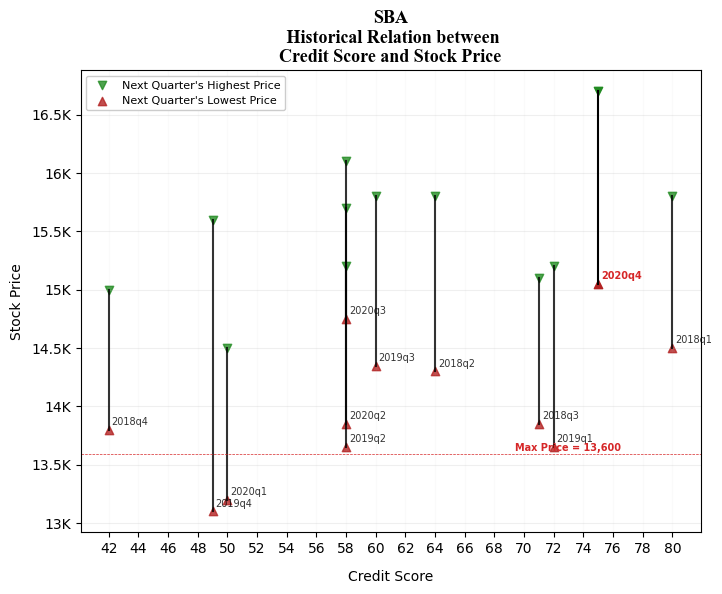 SBA
Historical Relation between
Credit Score and Stock Price
Next Quarter's Highest Price
Next Quarter's Lowest Price
Stock Price
16.5K
16K
15.5K
15K
14.5K
14K
13.5K
13K
2020q4
2020q3
2018q1
2019q3
2018q2
2018q4
2020q2
2018q3
2019q2
2019q1
Max Price = 13,600
2020q1
2019q4
42 44 46 48 50 52 54 56 58 60 62 64 66 68 70 72 74 76 78 80
Credit Score